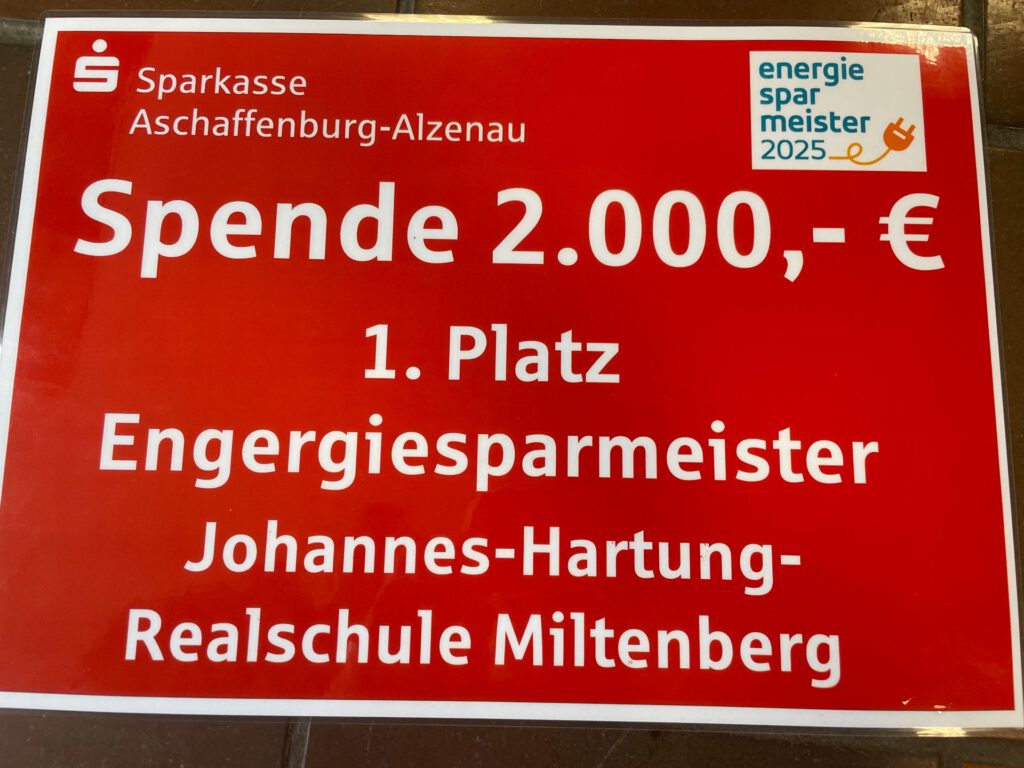 Sparkasse
Aschaffenburg-Alzenau
energie
spar
meister
2025
Spende 2.000,- €
1. Platz
Engergiesparmeister
Johannes-Hartung-
Realschule Miltenberg